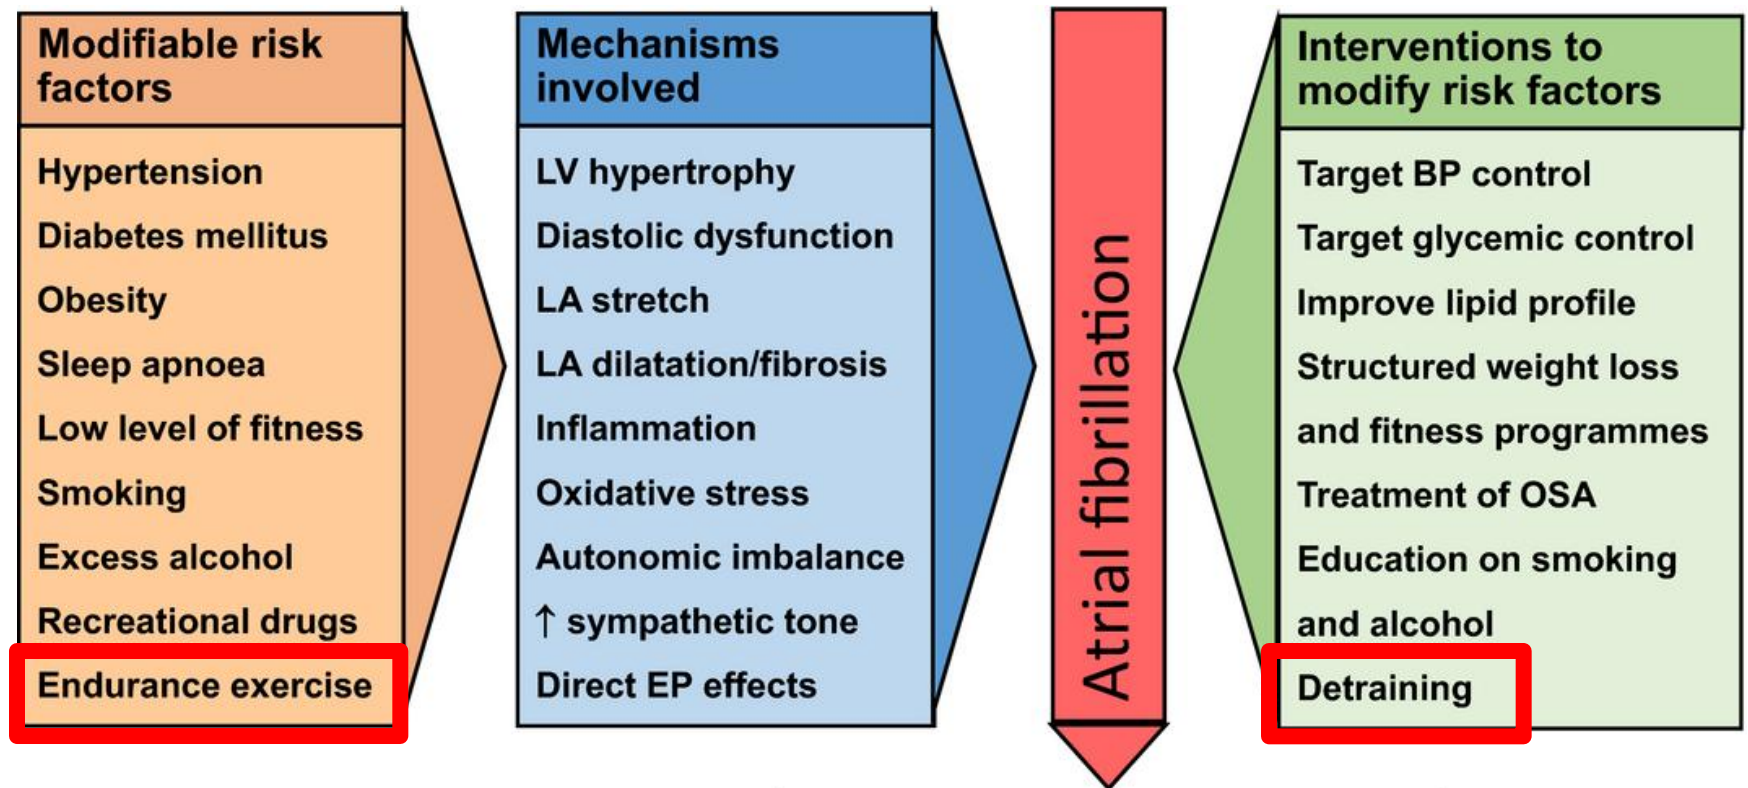 Modifiable risk
factors
Hypertension
Diabetes mellitus
Obesity
Sleep apnoea
Low level of fitness
Smoking
Excess alcohol
Recreational drugs
Endurance exercise
Mechanisms
involved
LV hypertrophy
Diastolic dysfunction
LA stretch
LA dilatation/fibrosis
Inflammation
Oxidative stress
Autonomic imbalance
↑ sympathetic tone
Direct EP effects
Atrial fibrillation
Interventions to
modify risk factors
Target BP control
Target glycemic control
Improve lipid profile
Structured weight loss
and fitness programmes
Treatment of OSA
Education on smoking
and alcohol
Detraining